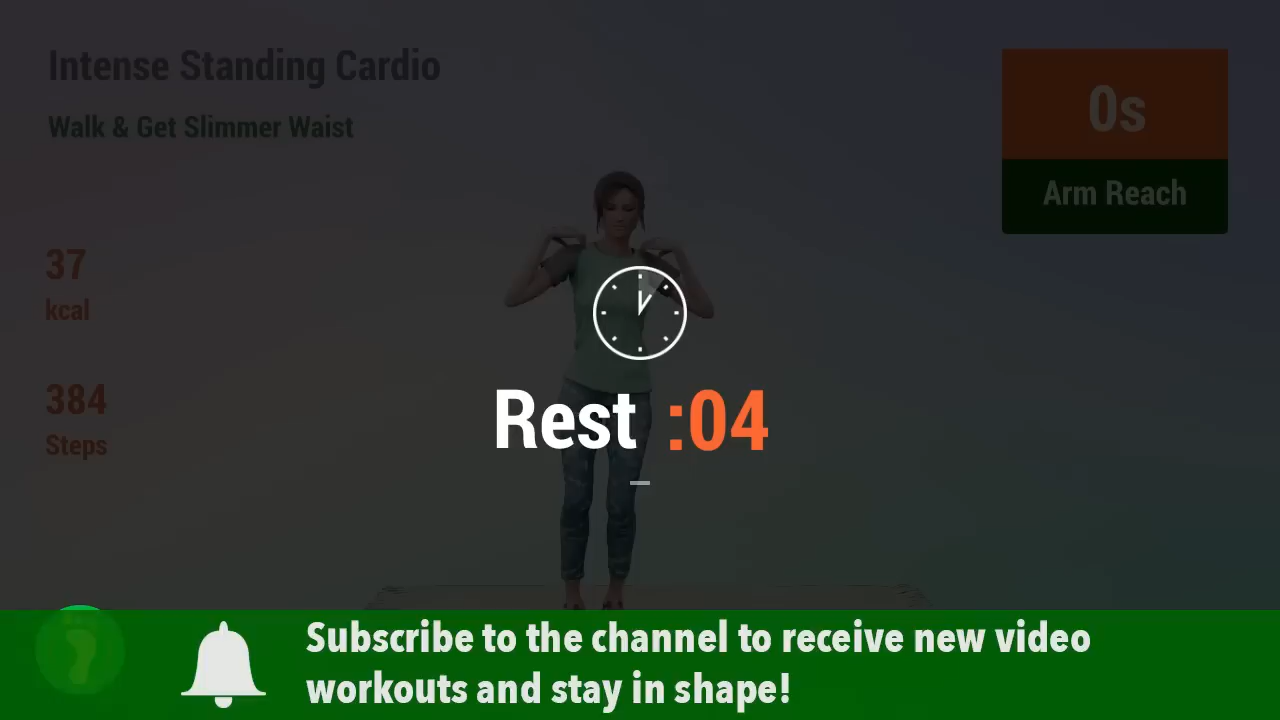 Intense Standing Cardio
Walk & Get Slimmer Waist
0s
Arm Reach
37
kcal
384
Steps
Rest :04
Subscribe to the channel to receive new video
workouts and stay in shape!